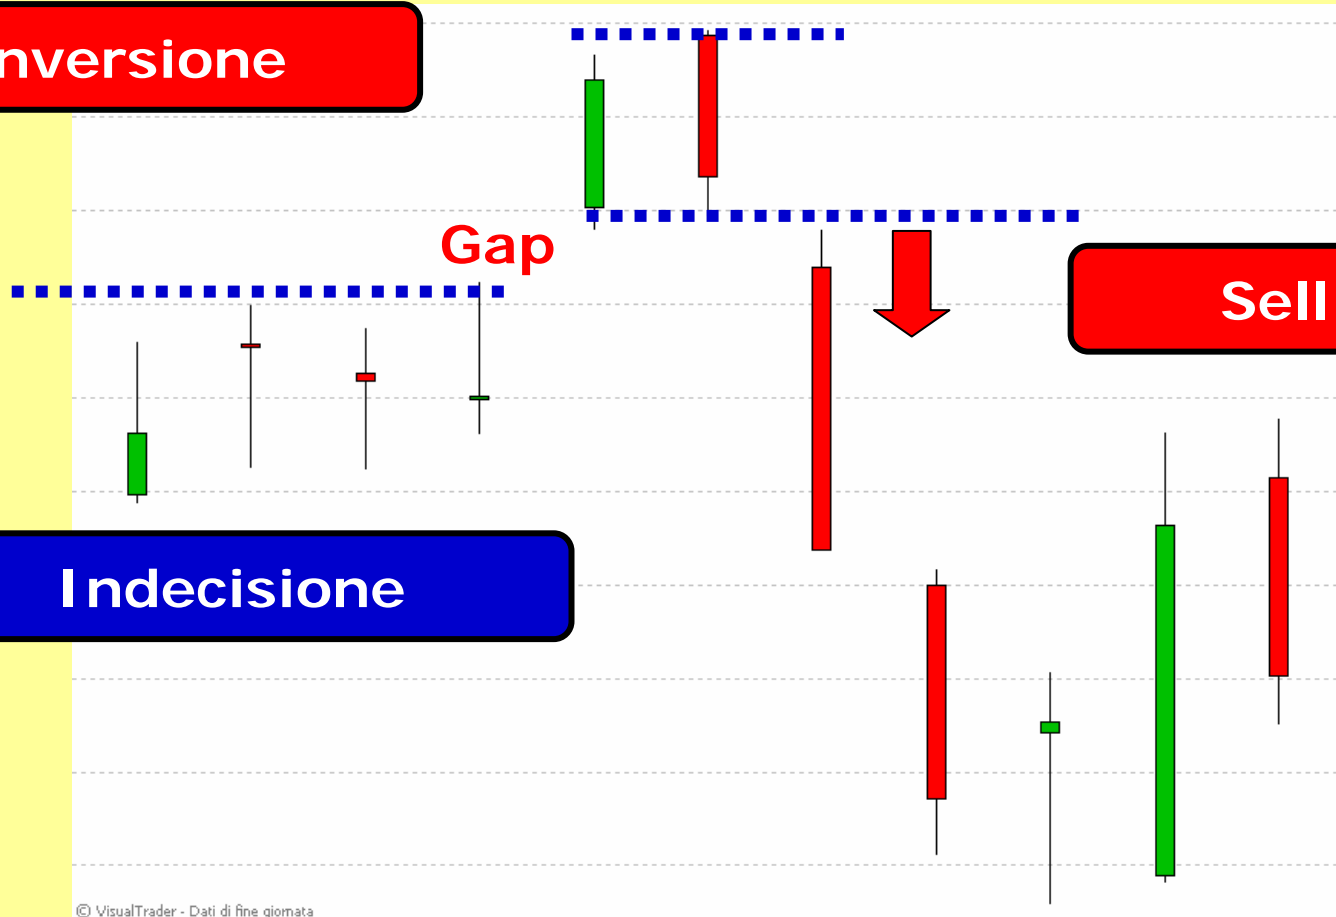 nversione
Gap
Sell
Indecisione
© VisualTrader - Dati di fine giornata